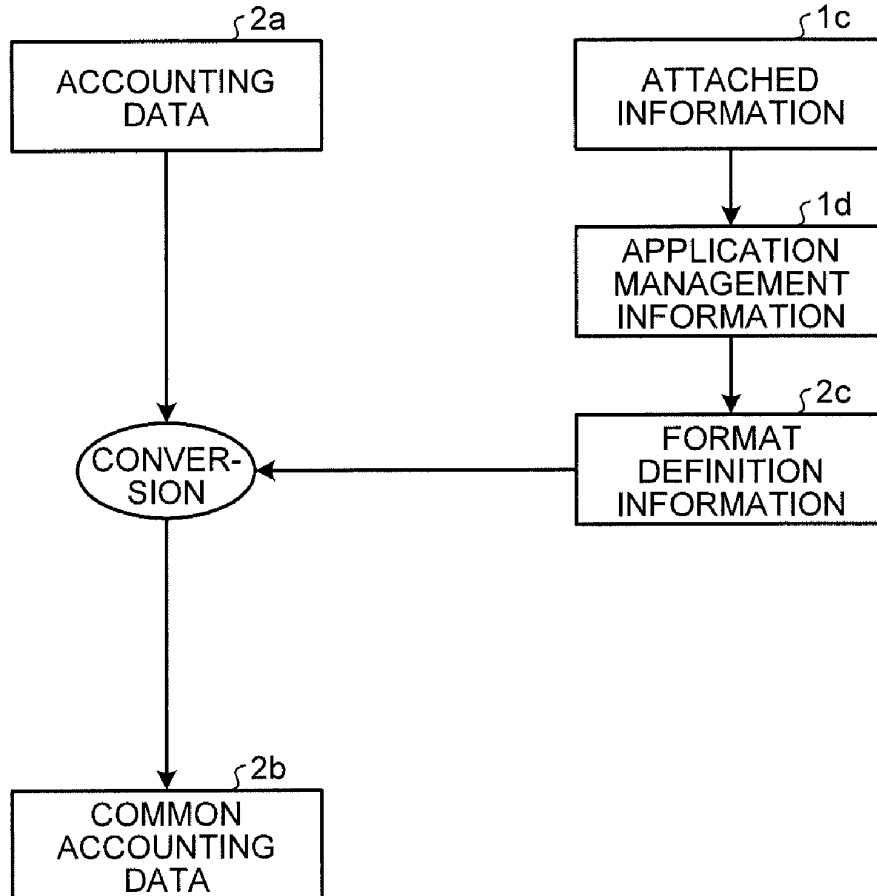 2a
ACCOUNTING
DATA
1c
ATTACHED
INFORMATION
1d
APPLICATION
MANAGEMENT
INFORMATION
2c
FORMAT
DEFINITION
INFORMATION
CONVER-
SION
2b
COMMON
ACCOUNTING
DATA